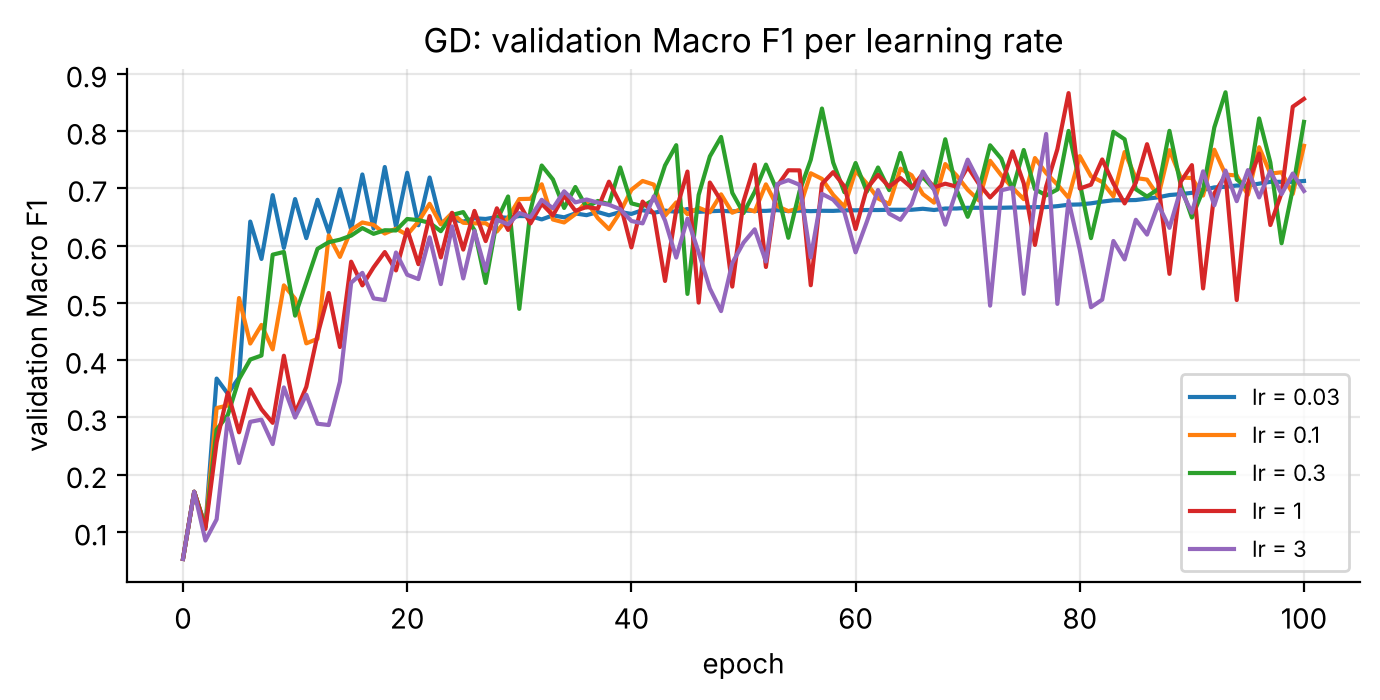 GD: validation Macro F1 per learning rate
validation Macro F1
0.9
0.8
0.7
0.6
0.5
0.4
0.3
0.2
0.1
0 20 40 60 80 100
epoch
lr = 0.03
lr = 0.1
lr = 0.3
lr = 1
lr = 3